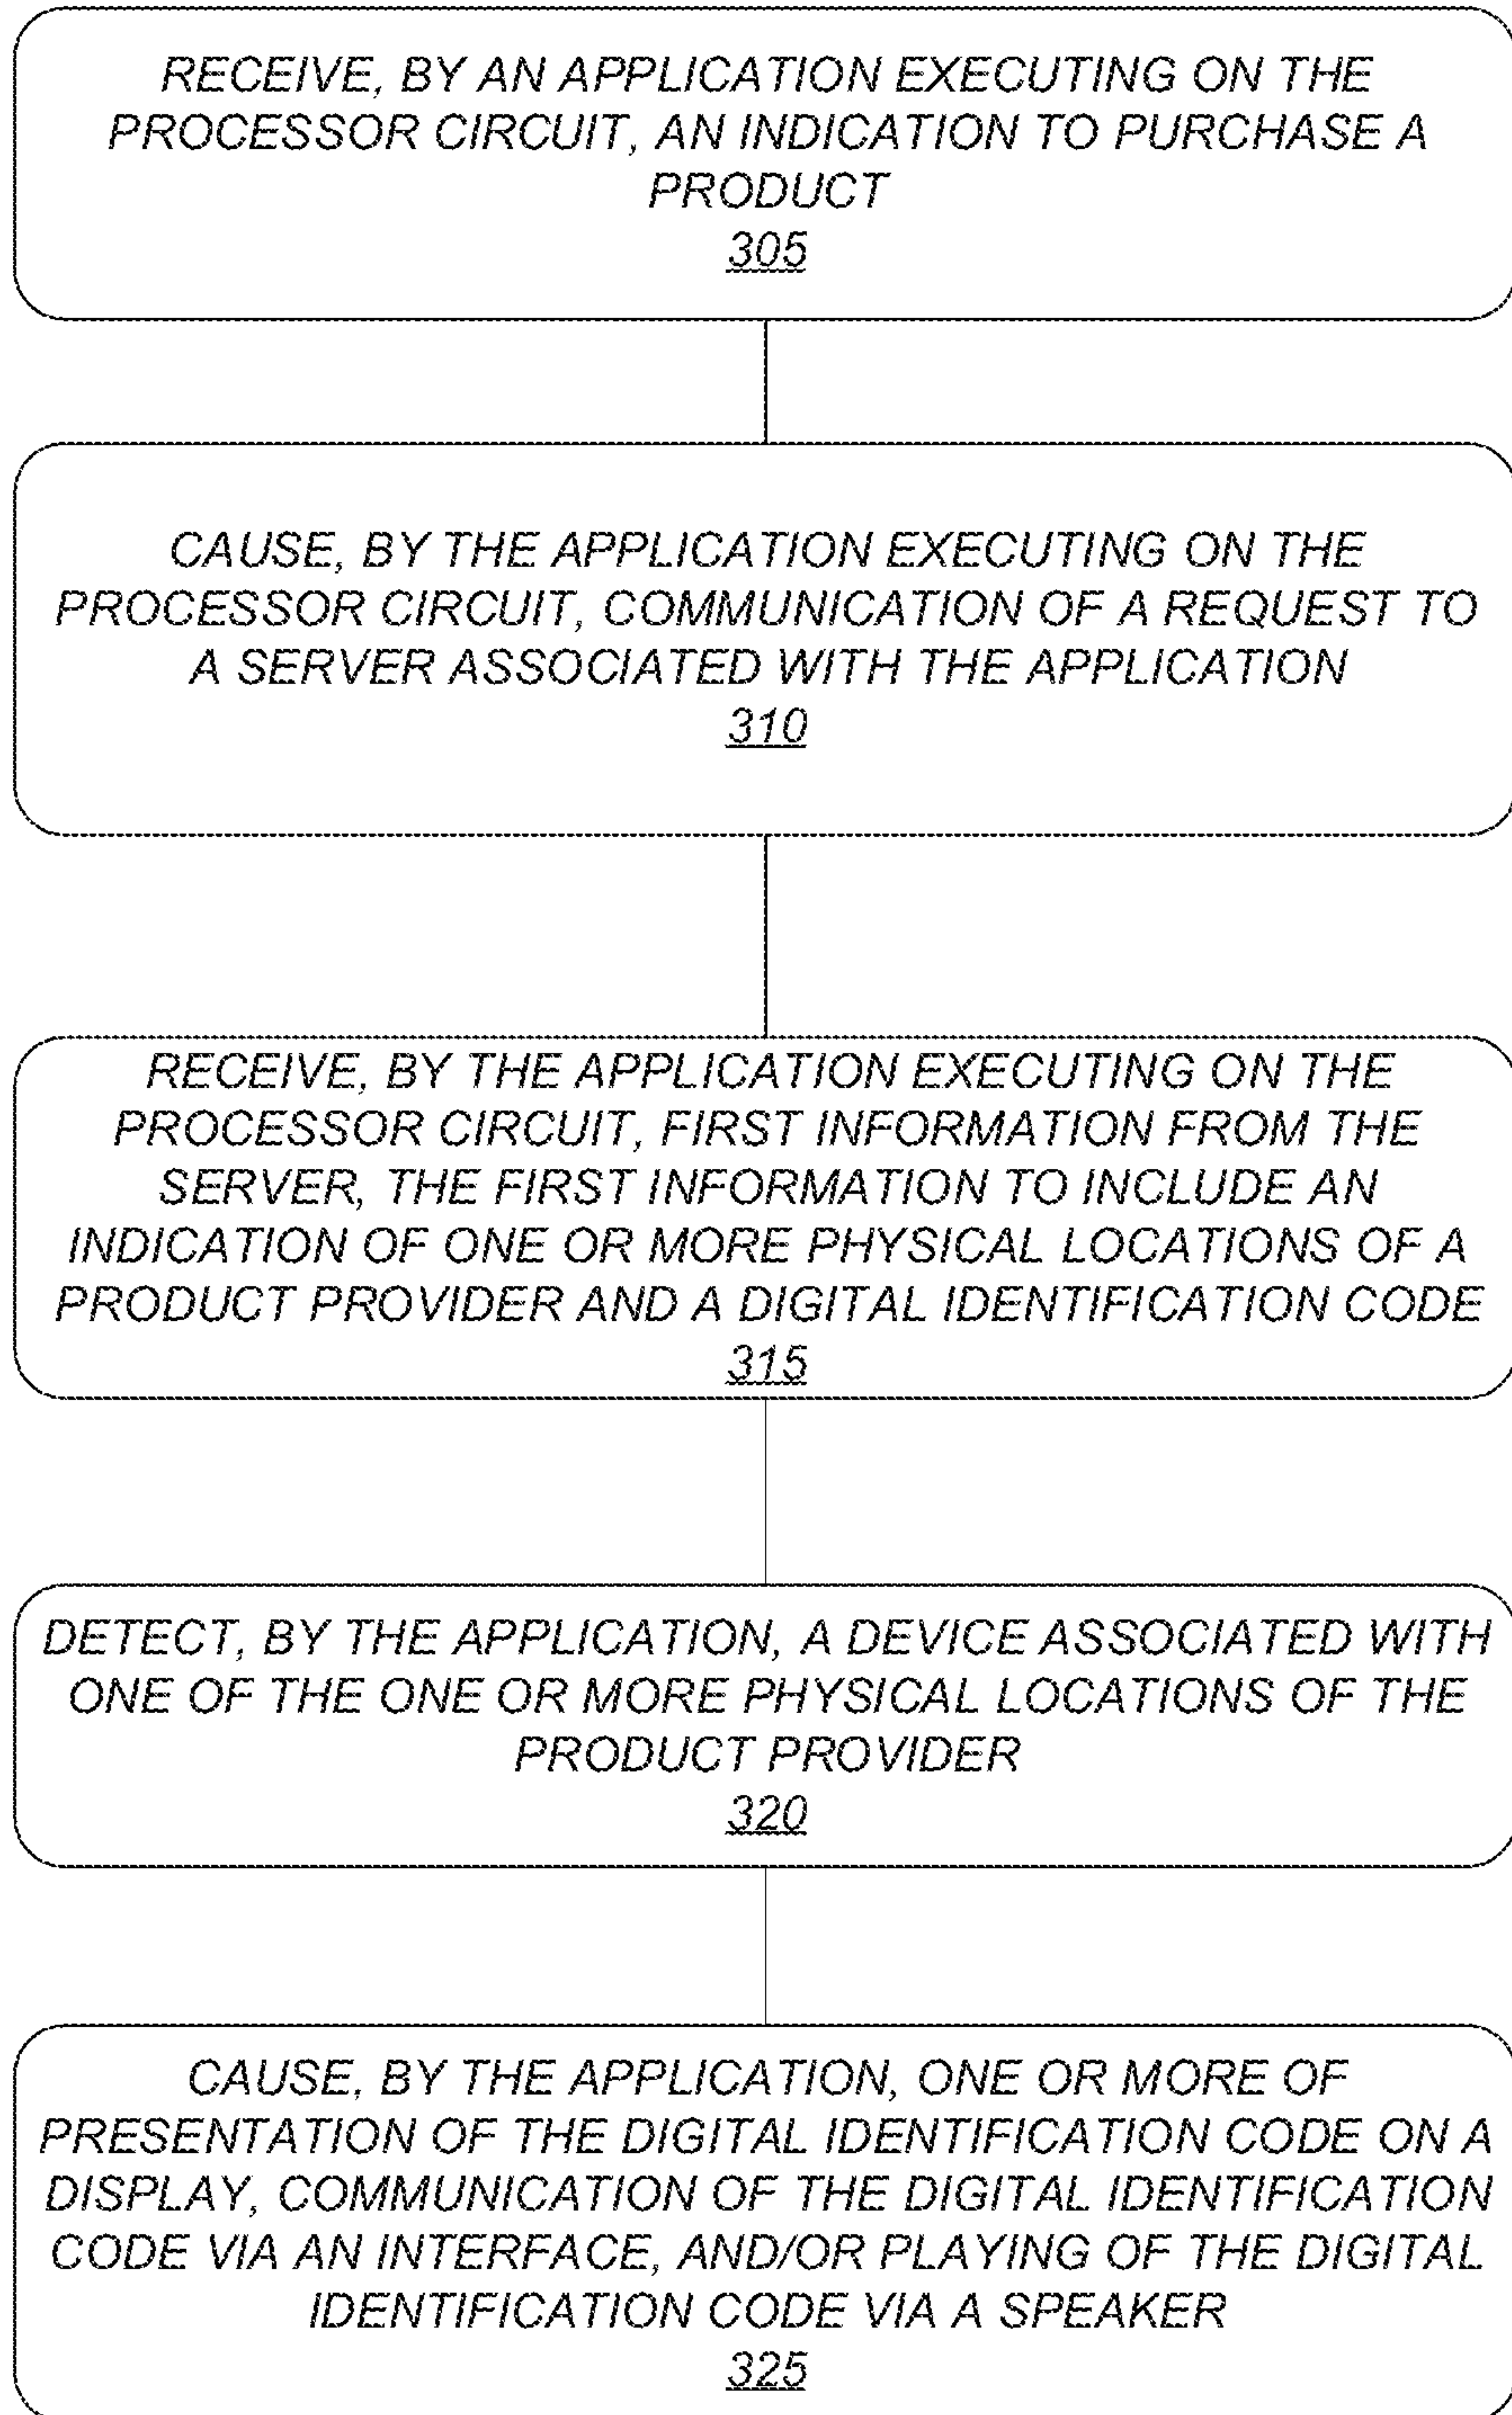 RECEIVE, BY AN APPLICATION EXECUTING ON THE
PROCESSOR CIRCUIT, AN INDICATION TO PURCHASE A
PRODUCT
305
CAUSE, BY THE APPLICATION EXECUTING ON THE
PROCESSOR CIRCUIT, COMMUNICATION OF A REQUEST TO
A SERVER ASSOCIATED WITH THE APPLICATION
310
RECEIVE, BY THE APPLICATION EXECUTING ON THE
PROCESSOR CIRCUIT, FIRST INFORMATION FROM THE
SERVER, THE FIRST INFORMATION TO INCLUDE AN
INDICATION OF ONE OR MORE PHYSICAL LOCATIONS OF A
PRODUCT PROVIDER AND A DIGITAL IDENTIFICATION CODE
315
DETECT, BY THE APPLICATION, A DEVICE ASSOCIATED WITH
ONE OF THE ONE OR MORE PHYSICAL LOCATIONS OF THE
PRODUCT PROVIDER
320
CAUSE, BY THE APPLICATION, ONE OR MORE OF
PRESENTATION OF THE DIGITAL IDENTIFICATION CODE ON A
DISPLAY, COMMUNICATION OF THE DIGITAL IDENTIFICATION
CODE VIA AN INTERFACE, AND/OR PLAYING OF THE DIGITAL
IDENTIFICATION CODE VIA A SPEAKER
325